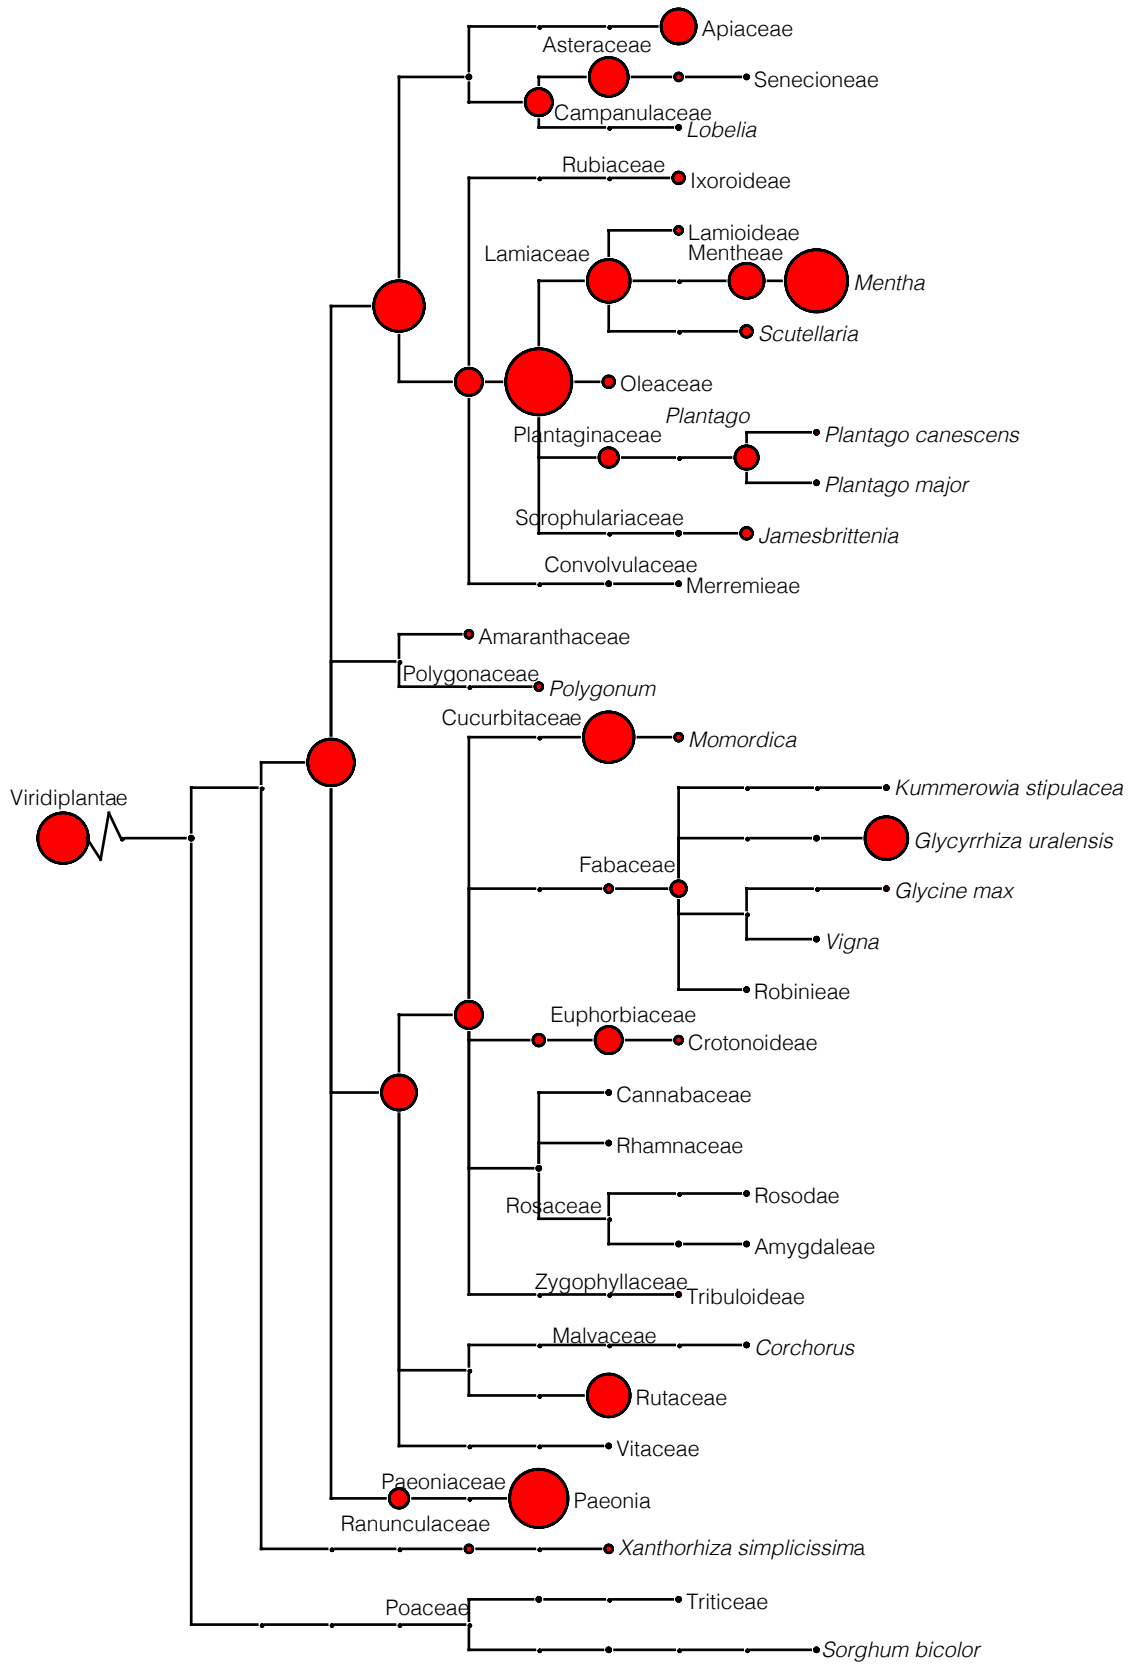 Apiaceae
Asteraceae
Senecioneae
Campanulaceae
Lobelia
Rubiaceae
Ixoroideae
Lamioideae
Lamiaceae
Mentheae
Mentha
Scutellaria
Oleaceae
Plantago
Plantaginaceae
Plantago canescens
Plantago major
Scrophulariaceae
Jamesbrittenia
Convolvulaceae
Merremieae
Amaranthaceae
Polygonaceae
Polygonum
Cucurbitaceae
Momordica
Kummerowia stipulacea
Viridiplantae
Glycyrrhiza uralensis
Fabaceae
Glycine max
Vigna
Robinieae
Euphorbiaceae
Crotonoideae
Cannabaceae
Rhamnaceae
Rosodae
Rosaceae
Amygdaleae
Zygophyllaceae
Tribuloideae
Malvaceae
Corchorus
Rutaceae
Vitaceae
Paeoniaceae
Paeonia
Ranunculaceae
Xanthorhiza simplicissima
Triticeae
Poaceae
Sorghum bicolor